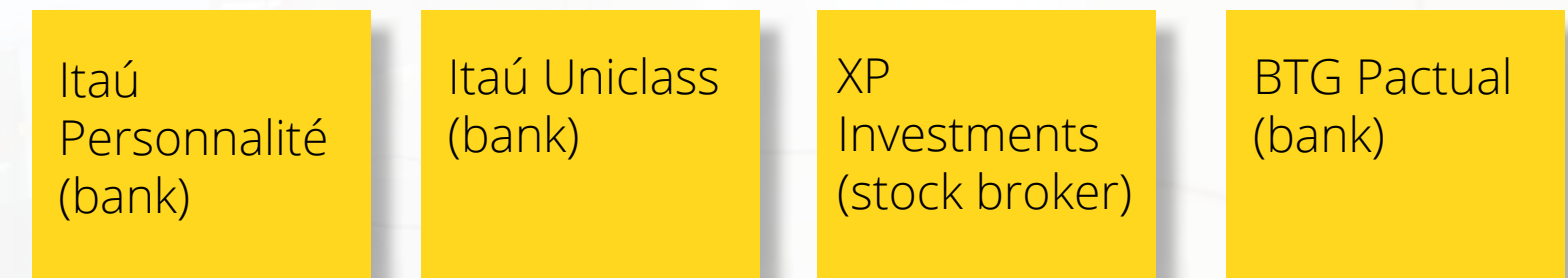 Itaú
Personnalité
(bank)
Itaú Uniclass
(bank)
XP
Investments
(stock broker)
BTG Pactual
(bank)